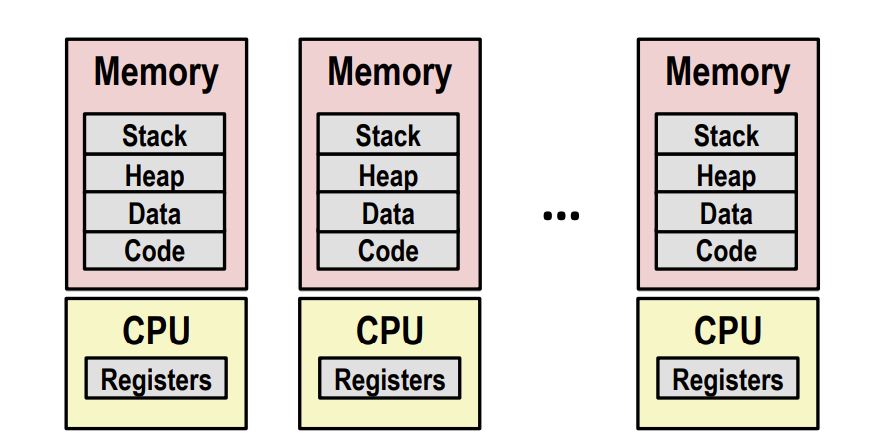 Memory
Stack
Heap
Data
Code
CPU
Registers
Memory
Stack
Heap
Data
Code
CPU
Registers
...
Memory
Stack
Heap
Data
Code
CPU
Registers